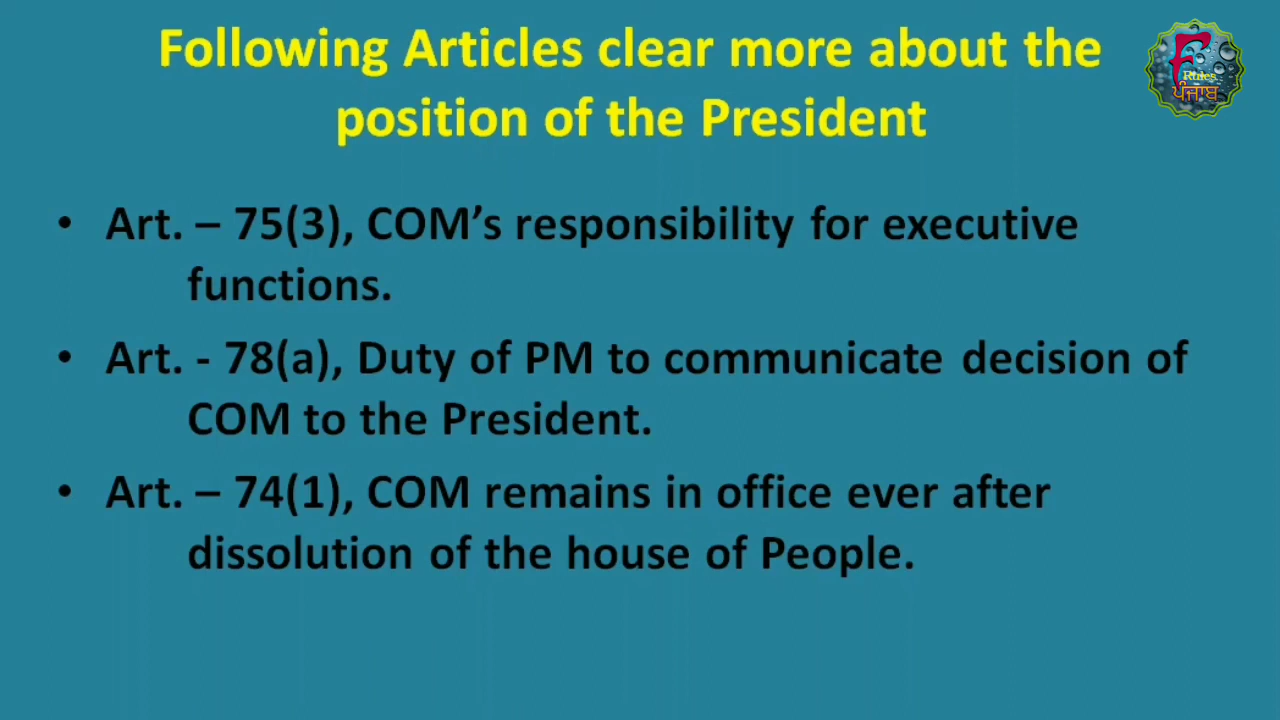 Following Articles clear more about the
position of the President
F
Rules
ਪੰਜਾਬ
• Art. – 75(3), COM’s responsibility for executive
functions.
• Art. - 78(a), Duty of PM to communicate decision of
COM to the President.
• Art. – 74(1), COM remains in office ever after
dissolution of the house of People.